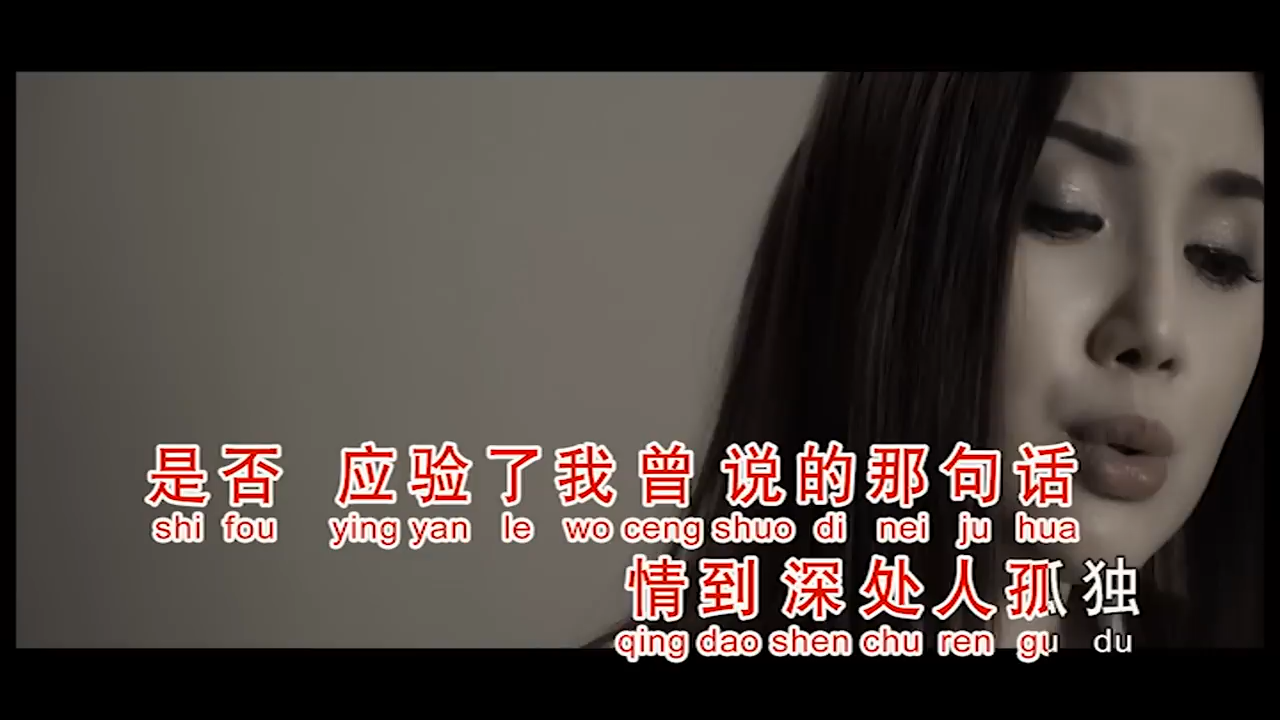 是否 应验了我曾说的那句话
shi fou ying yan le wo ceng shuo di nei ju hua
情到深处人孤独
qing dao shen chu ren gu du